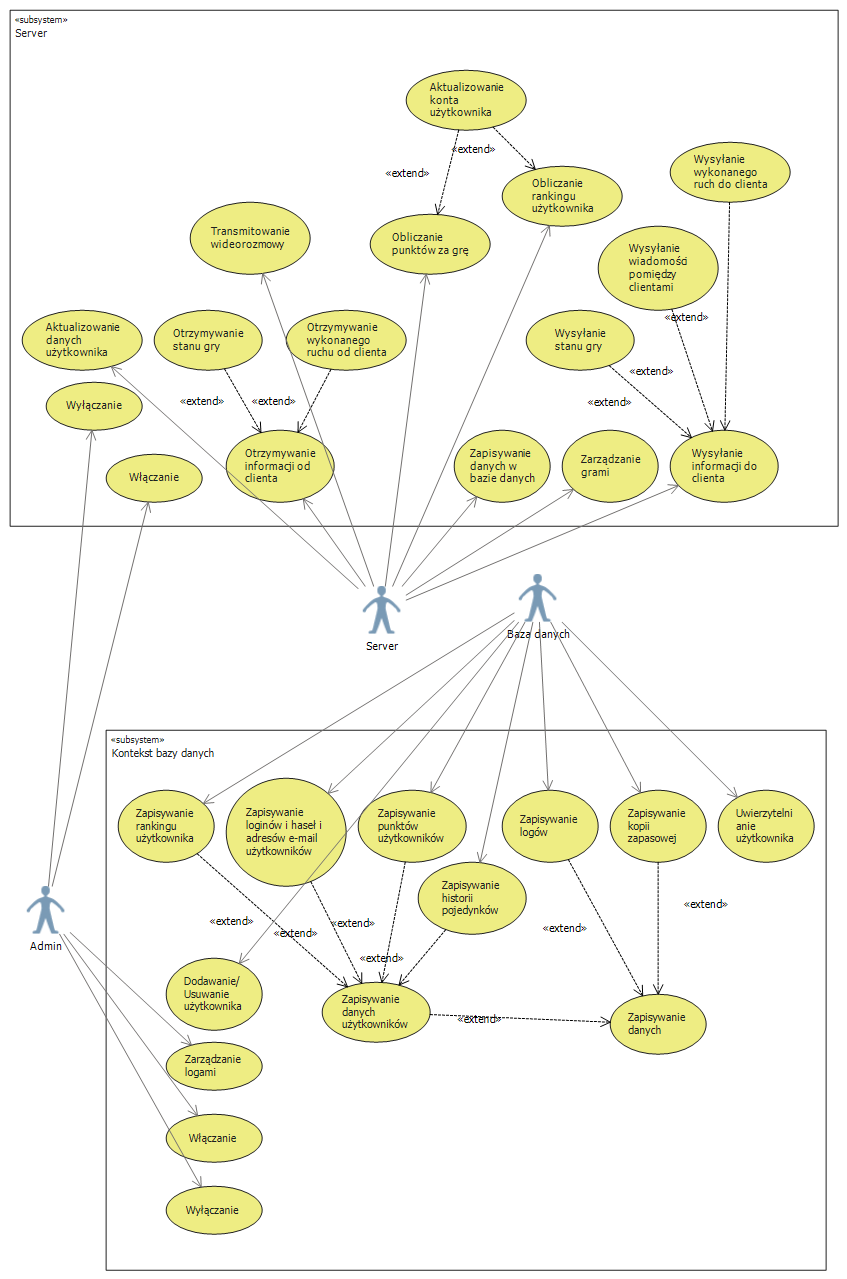 «subsystem»
Server
Aktualizowanie
konta
użytkownika
«extend»
«extend»
Wysyłanie
wykonanego
ruch do clienta
Obliczanie
rankingu
użytkownika
Transmitowanie
wideorozmowy
Obliczanie
punktów za grę
Wysyłanie
wiadomości
pomiędzy
clientami
«extend»
Aktualizowanie
danych
użytkownika
Otrzymywanie
stanu gry
Otrzymywanie
wykonanego
ruchu od clienta
Wysyłanie
stanu gry
«extend»
«extend»
«extend»
«extend»
Wyłączanie
Włączanie
Otrzymywanie
informacji od
clienta
Zapisywanie
danych w
bazie danych
Zarządzanie
grami
Wysyłanie
informacji do
clienta
Server
Baza danych
«subsystem»
Kontekst bazy danych
Zapisywanie
rankingu
użytkownika
Zapisywanie
loginów i haseł i
adresów e-mail
użytkowników
Zapisywanie
punktów
użytkowników
Zapisywanie
logów
Zapisywanie
kopii
zapasowej
Uwierzytelni
anie
użytkownika
Zapisywanie
historii
pojedynków
Admin
«extend»
«extend»
«extend»
«extend»
«extend»
«extend»
Dodawanie/
Usuwanie
użytkownika
Zapisywanie
danych
użytkowników
«extend»
Zapisywanie
danych
Zarządzanie
logami
Włączanie
Wyłączanie